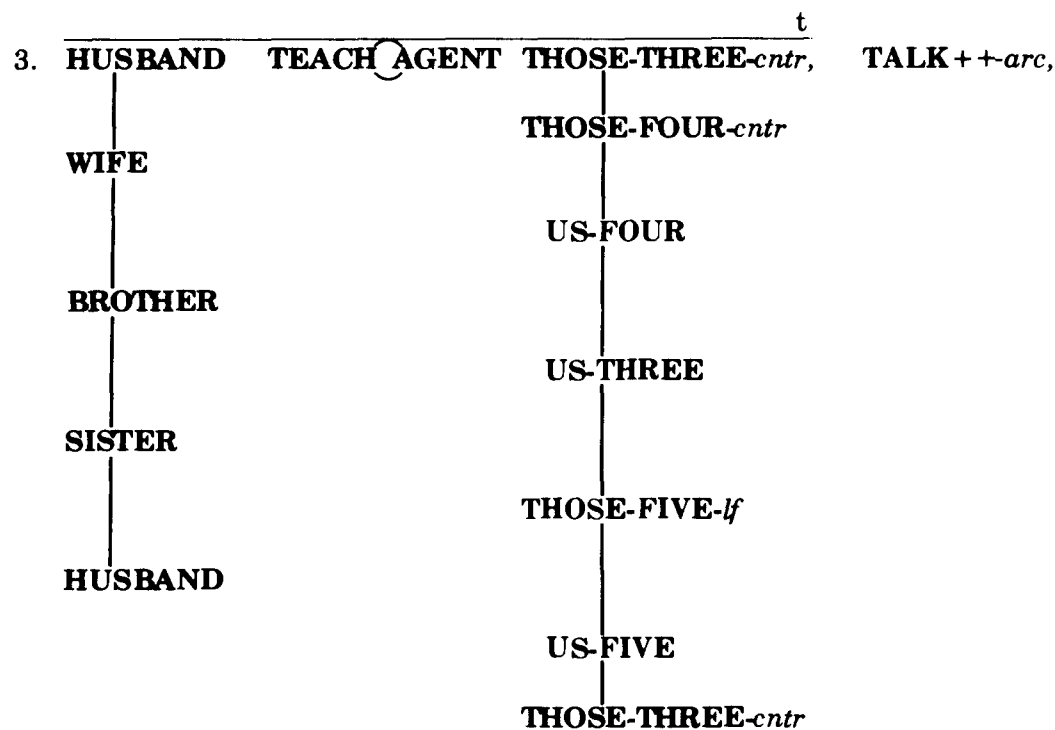 t
3. HUSBAND TEACH AGENT THOSE-THREE-cntr, TALK++-arc,
THOSE-FOUR-cntr
WIFE
US-FOUR
BROTHER
US-THREE
SISTER
THOSE-FIVE-lf
HUSBAND
US-FIVE
THOSE-THREE-cntr